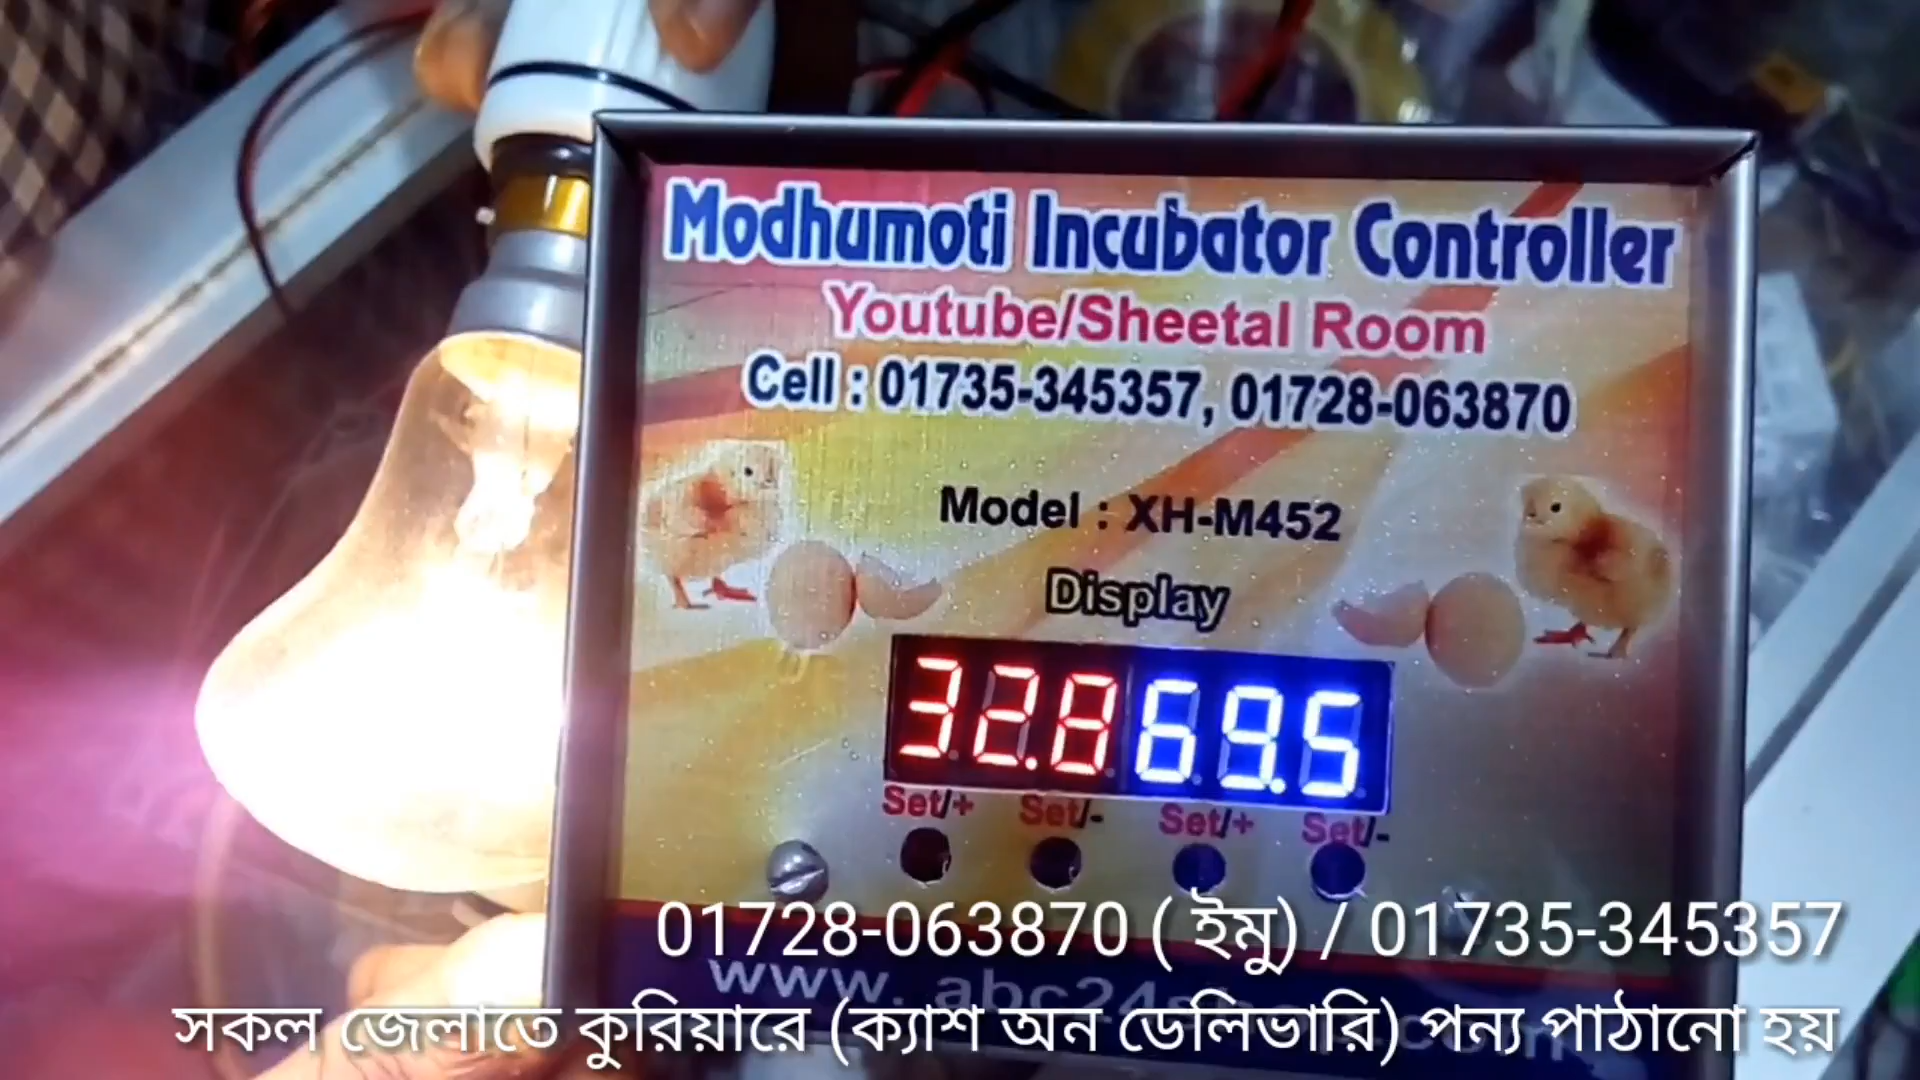 Modhumoti Incubator Controller
Youtube/Sheetal Room
Cell : 01735-345357, 01728-063870
Model : XH-M452
Display
32.8 69.5
Set/+ Set/- Set/+ Set/-
01728-063870 ( ইমু) / 01735-345357
www.
সকল জেলাতে কুরিয়ারে (ক্যাশ অন ডেলিভারি) পন্য পাঠানো হয়